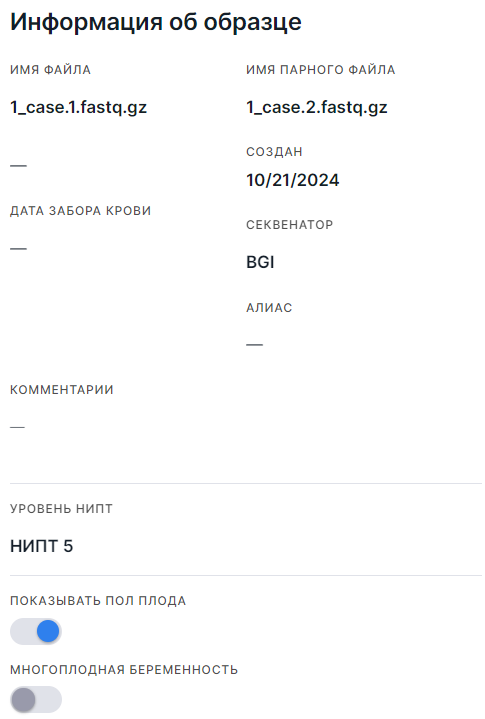 Информация об образце
ИМЯ ФАЙЛА
ИМЯ ПАРНОГО ФАЙЛА
1_case.1.fastq.gz
1_case.2.fastq.gz
—
СОЗДАН
10/21/2024
ДАТА ЗАБОРА КРОВИ
—
СЕКВЕНАТОР
BGI
АЛИАС
—
КОММЕНТАРИИ
—
УРОВЕНЬ НИПТ
НИПТ 5
ПОКАЗЫВАТЬ ПОЛ ПЛОДА
МНОГОПЛОДНАЯ БЕРЕМЕННОСТЬ